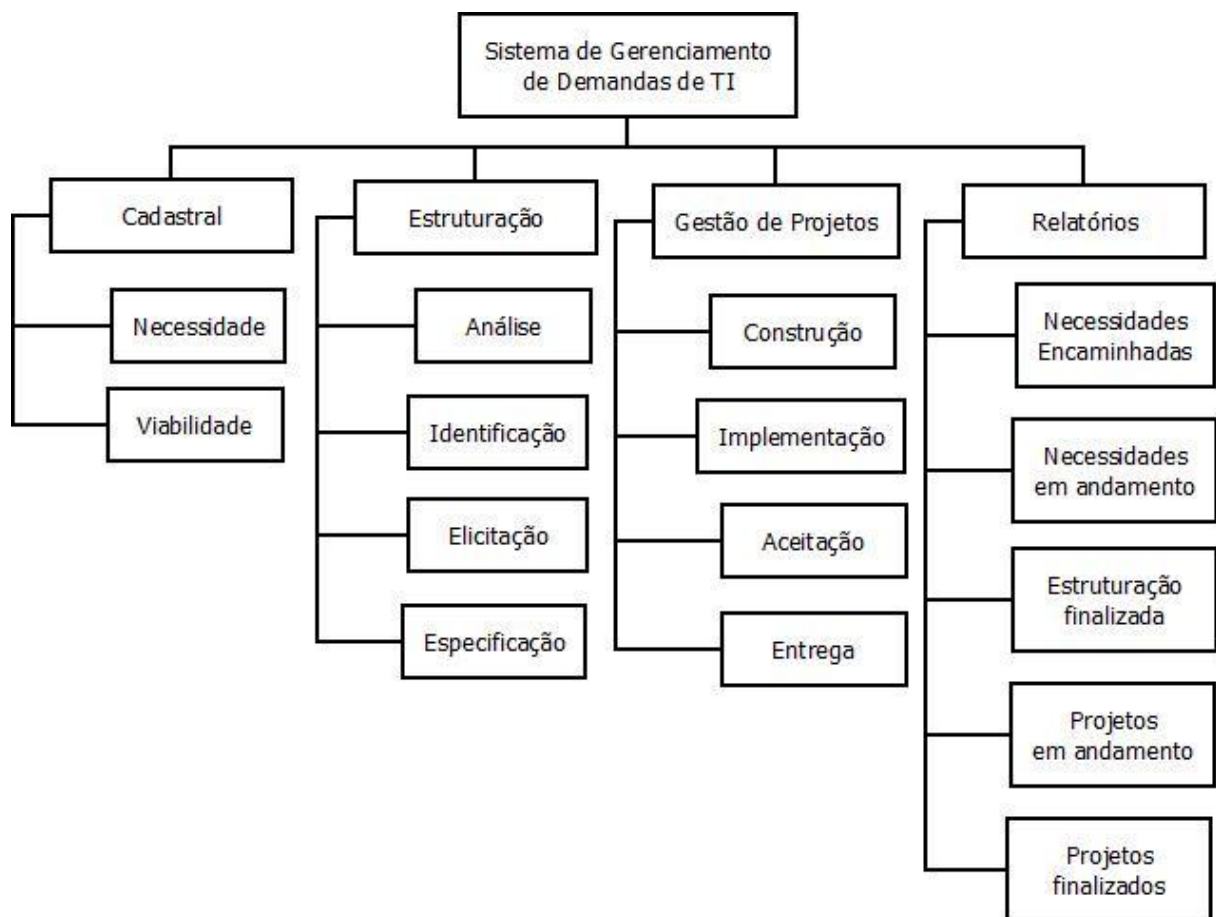 Sistema de Gerenciamento
de Demandas de TI
Cadastral
Necessidade
Viabilidade
Estruturação
Análise
Identificação
Elicitação
Especificação
Gestão de Projetos
Construção
Implementação
Aceitação
Entrega
Relatórios
Necessidades
Encaminhadas
Necessidades
em andamento
Estruturação
finalizada
Projetos
em andamento
Projetos
finalizados